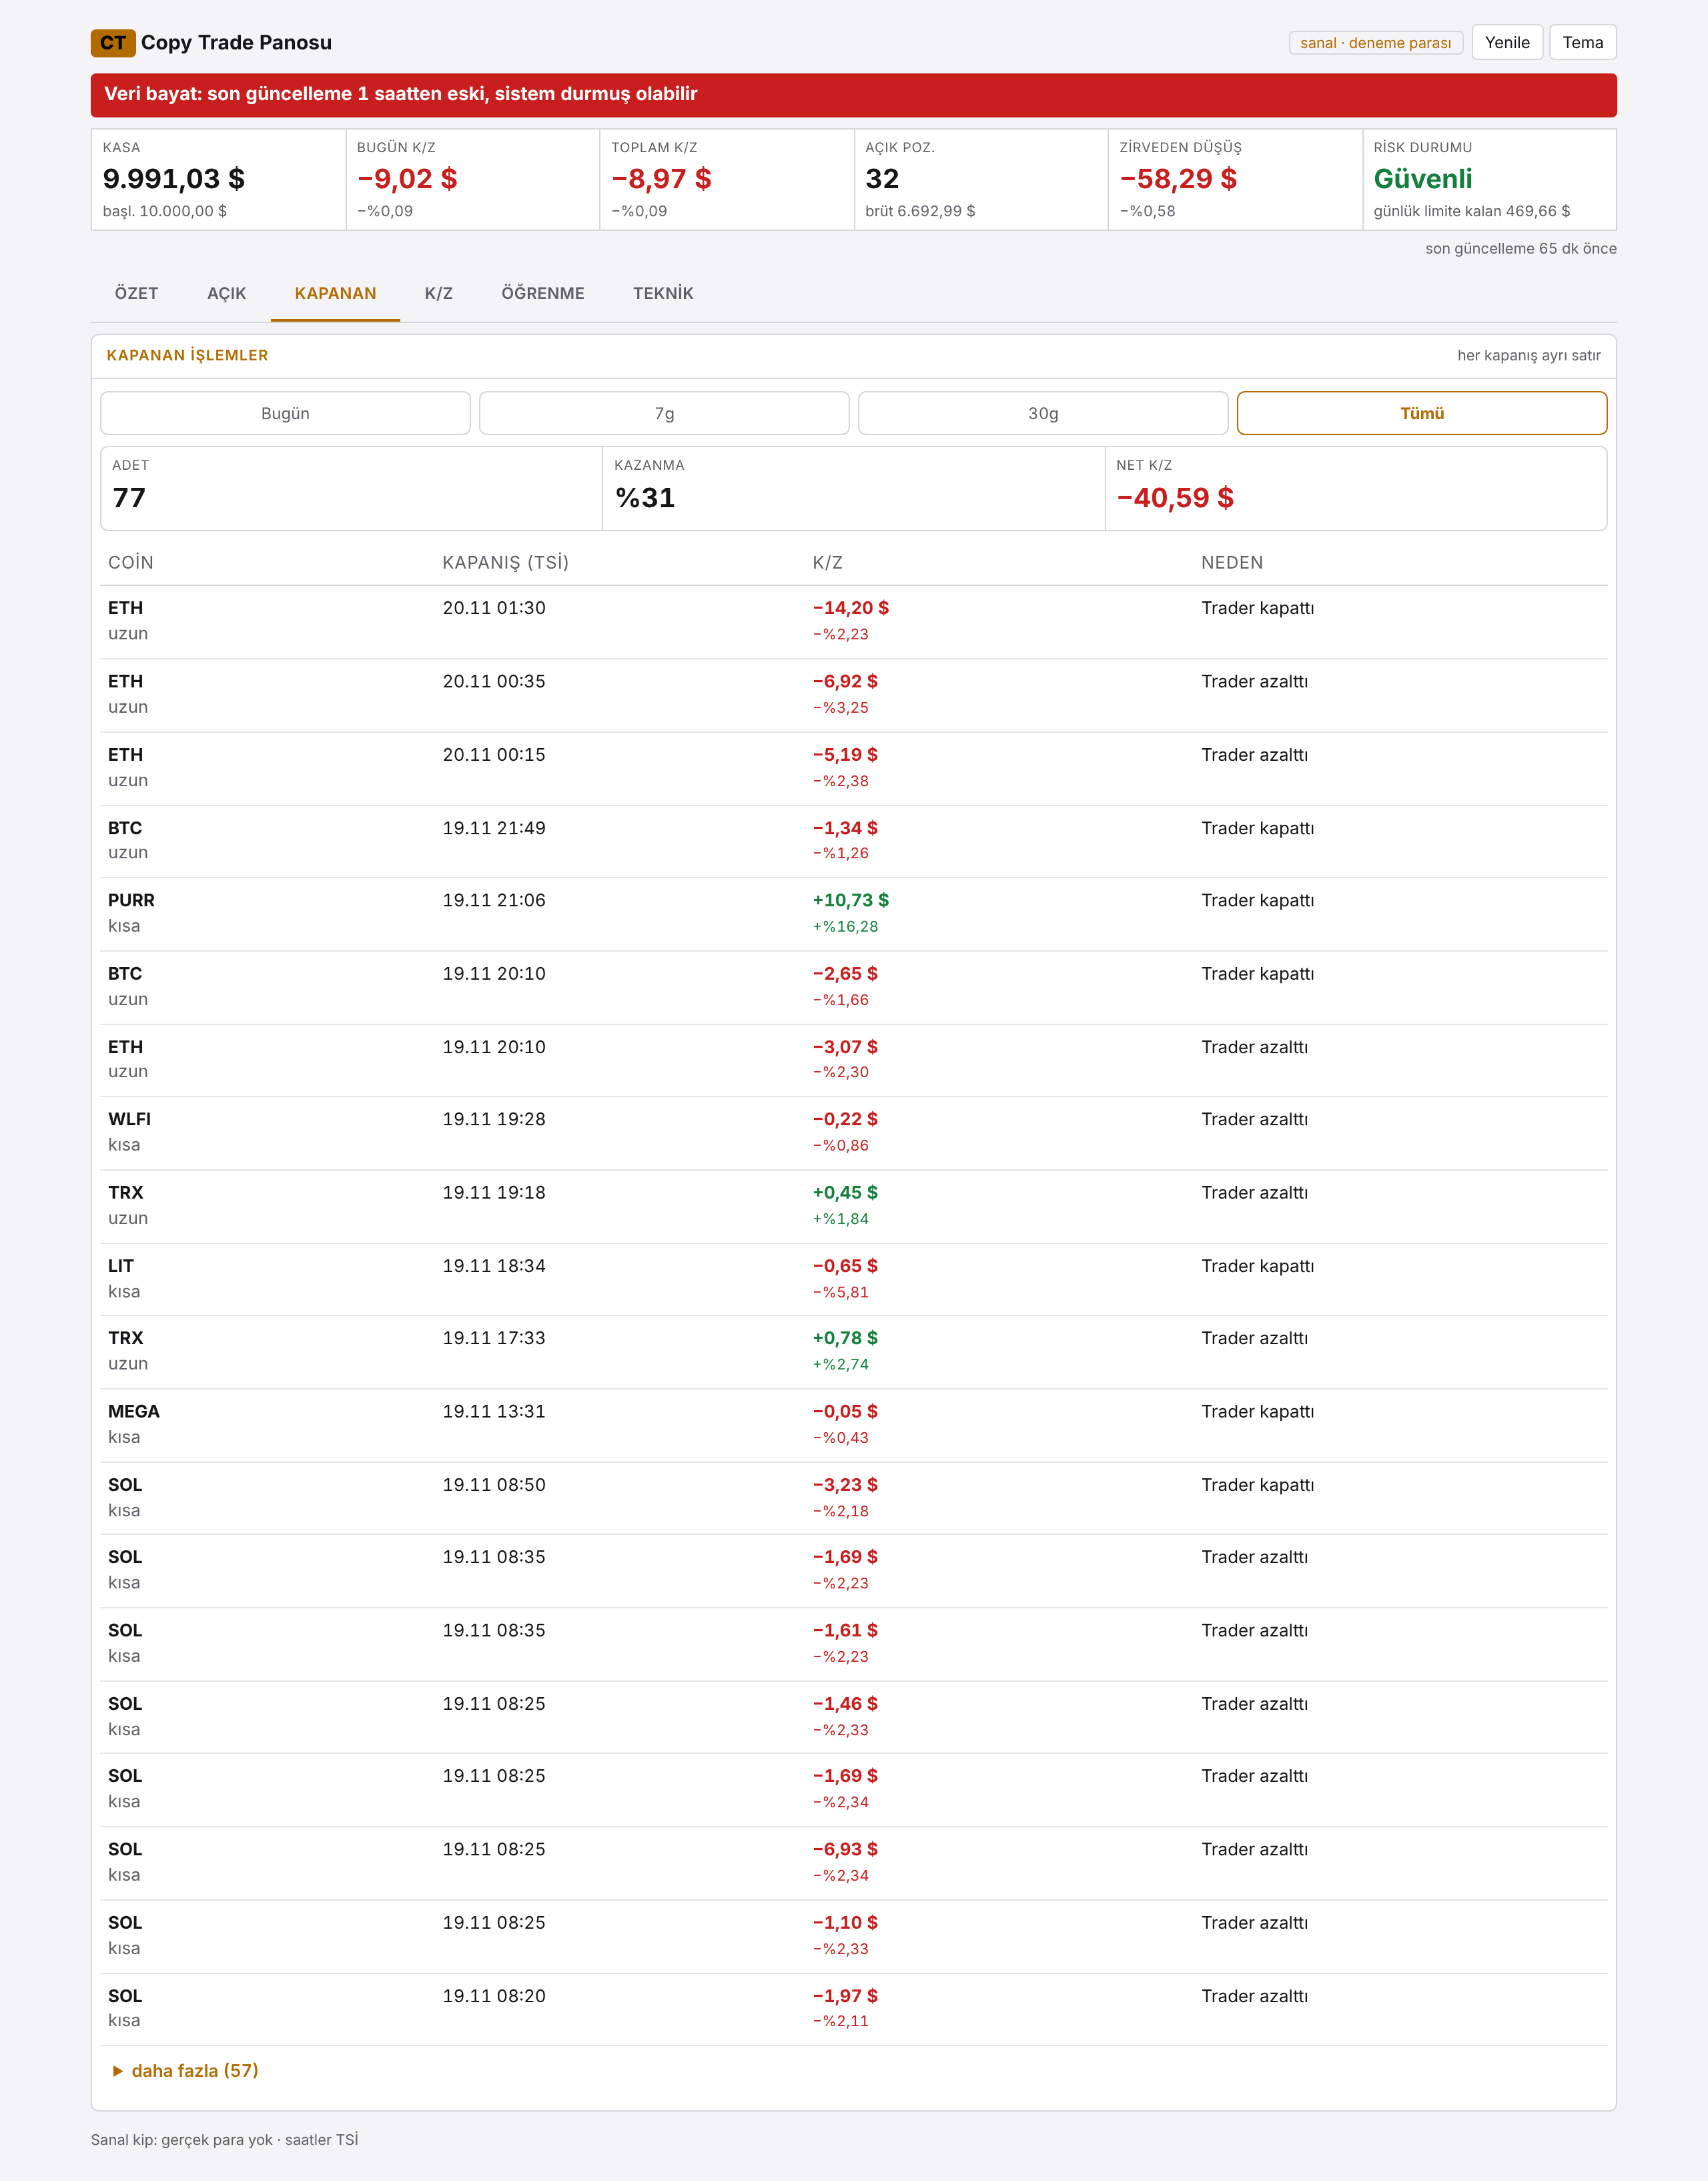 CT Copy Trade Panosu
sanal · deneme parası
Yenile
Tema
Veri bayat: son güncelleme 1 saatten eski, sistem durmuş olabilir
KASA
9.991,03 $
başl. 10.000,00 $
BUGÜN K/Z
−9,02 $
−%0,09
TOPLAM K/Z
−8,97 $
−%0,09
AÇIK POZ.
32
brüt 6.692,99 $
ZİRVEDEN DÜŞÜŞ
−58,29 $
−%0,58
RİSK DURUMU
Güvenli
günlük limite kalan 469,66 $
son güncelleme 65 dk önce
ÖZET AÇIK KAPANAN K/Z ÖĞRENME TEKNİK
KAPANAN İŞLEMLER
her kapanış ayrı satır
Bugün 7g 30g Tümü
ADET
77
KAZANMA
%31
NET K/Z
−40,59 $
COİN KAPANIŞ (TSİ) K/Z NEDEN
ETH 20.11 01:30 −14,20 $ Trader kapattı
uzun −%2,23
ETH 20.11 00:35 −6,92 $ Trader azalttı
uzun −%3,25
ETH 20.11 00:15 −5,19 $ Trader azalttı
uzun −%2,38
BTC 19.11 21:49 −1,34 $ Trader kapattı
uzun −%1,26
PURR 19.11 21:06 +10,73 $ Trader kapattı
kısa +%16,28
BTC 19.11 20:10 −2,65 $ Trader kapattı
uzun −%1,66
ETH 19.11 20:10 −3,07 $ Trader azalttı
uzun −%2,30
WLFI 19.11 19:28 −0,22 $ Trader azalttı
kısa −%0,86
TRX 19.11 19:18 +0,45 $ Trader azalttı
uzun +%1,84
LIT 19.11 18:34 −0,65 $ Trader kapattı
kısa −%5,81
TRX 19.11 17:33 +0,78 $ Trader azalttı
uzun +%2,74
MEGA 19.11 13:31 −0,05 $ Trader kapattı
kısa −%0,43
SOL 19.11 08:50 −3,23 $ Trader kapattı
kısa −%2,18
SOL 19.11 08:35 −1,69 $ Trader azalttı
kısa −%2,23
SOL 19.11 08:35 −1,61 $ Trader azalttı
kısa −%2,23
SOL 19.11 08:25 −1,46 $ Trader azalttı
kısa −%2,33
SOL 19.11 08:25 −1,69 $ Trader azalttı
kısa −%2,34
SOL 19.11 08:25 −6,93 $ Trader azalttı
kısa −%2,34
SOL 19.11 08:25 −1,10 $ Trader azalttı
kısa −%2,33
SOL 19.11 08:20 −1,97 $ Trader azalttı
kısa −%2,11
▶ daha fazla (57)
Sanal kip: gerçek para yok · saatler TSİ